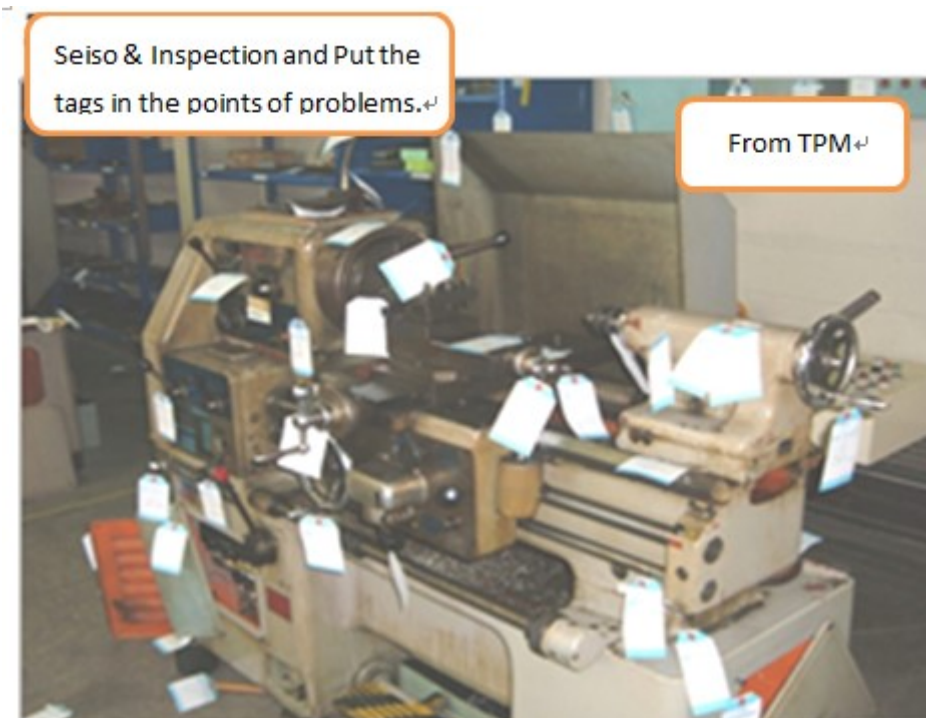 Seiso & Inspection and Put the
tags in the points of problems.
From TPM